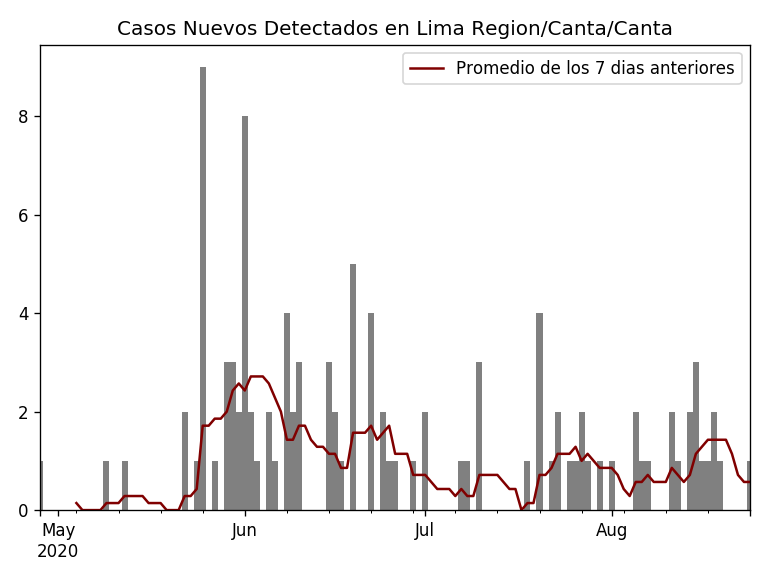 Casos Nuevos Detectados en Lima Region/Canta/Canta
Promedio de los 7 dias anteriores
8
6
4
2
0
May Jun Jul Aug
2020